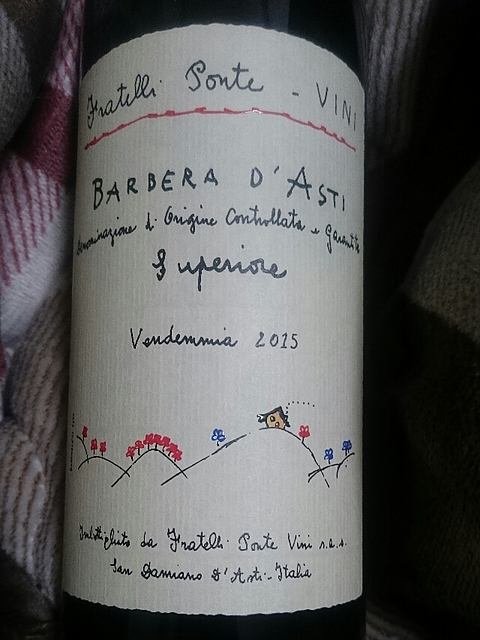 Fratelli Ponte - VINI
BARBERA D'ASTI
Denominazione di Origine Controllata e Garantita
Superiore
Vendemmia 2015
Imbottigliato da Fratelli Ponte Vini s.a.s.
San Damiano D'Asti - Italia